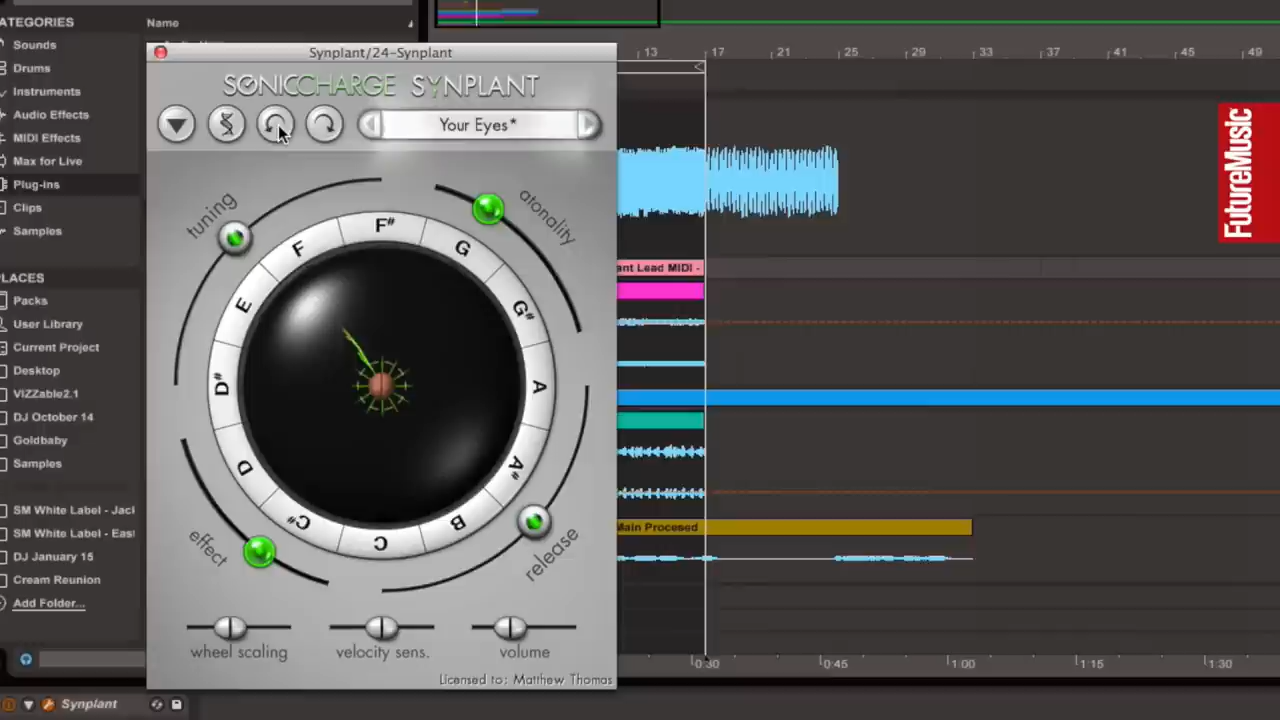 ATEGORIES
Name
Sounds
Drums
Instruments
Audio Effects
MIDI Effects
Max for Live
Plug-ins
Clips
Samples
PLACES
Packs
User Library
Current Project
Desktop
VIZZable2.1
DJ October 14
Goldbaby
Samples
SM White Label - Jack
SM White Label - East
DJ January 15
Cream Reunion
Add Folder...
Synplant/24-Synplant
SONICCHARGE SYNPLANT
Your Eyes*
tuning
atonality
F#
G
G#
A
A#
B
C
C#
D
D#
E
F
effect
release
wheel scaling
velocity sens.
volume
Licensed to: Matthew Thomas
13 17 21 25 29 33 37 41 45 49
FutureMusic
ant Lead MIDI -
Main Procesed
0:30 0:45 1:00 1:15 1:30
Synplant